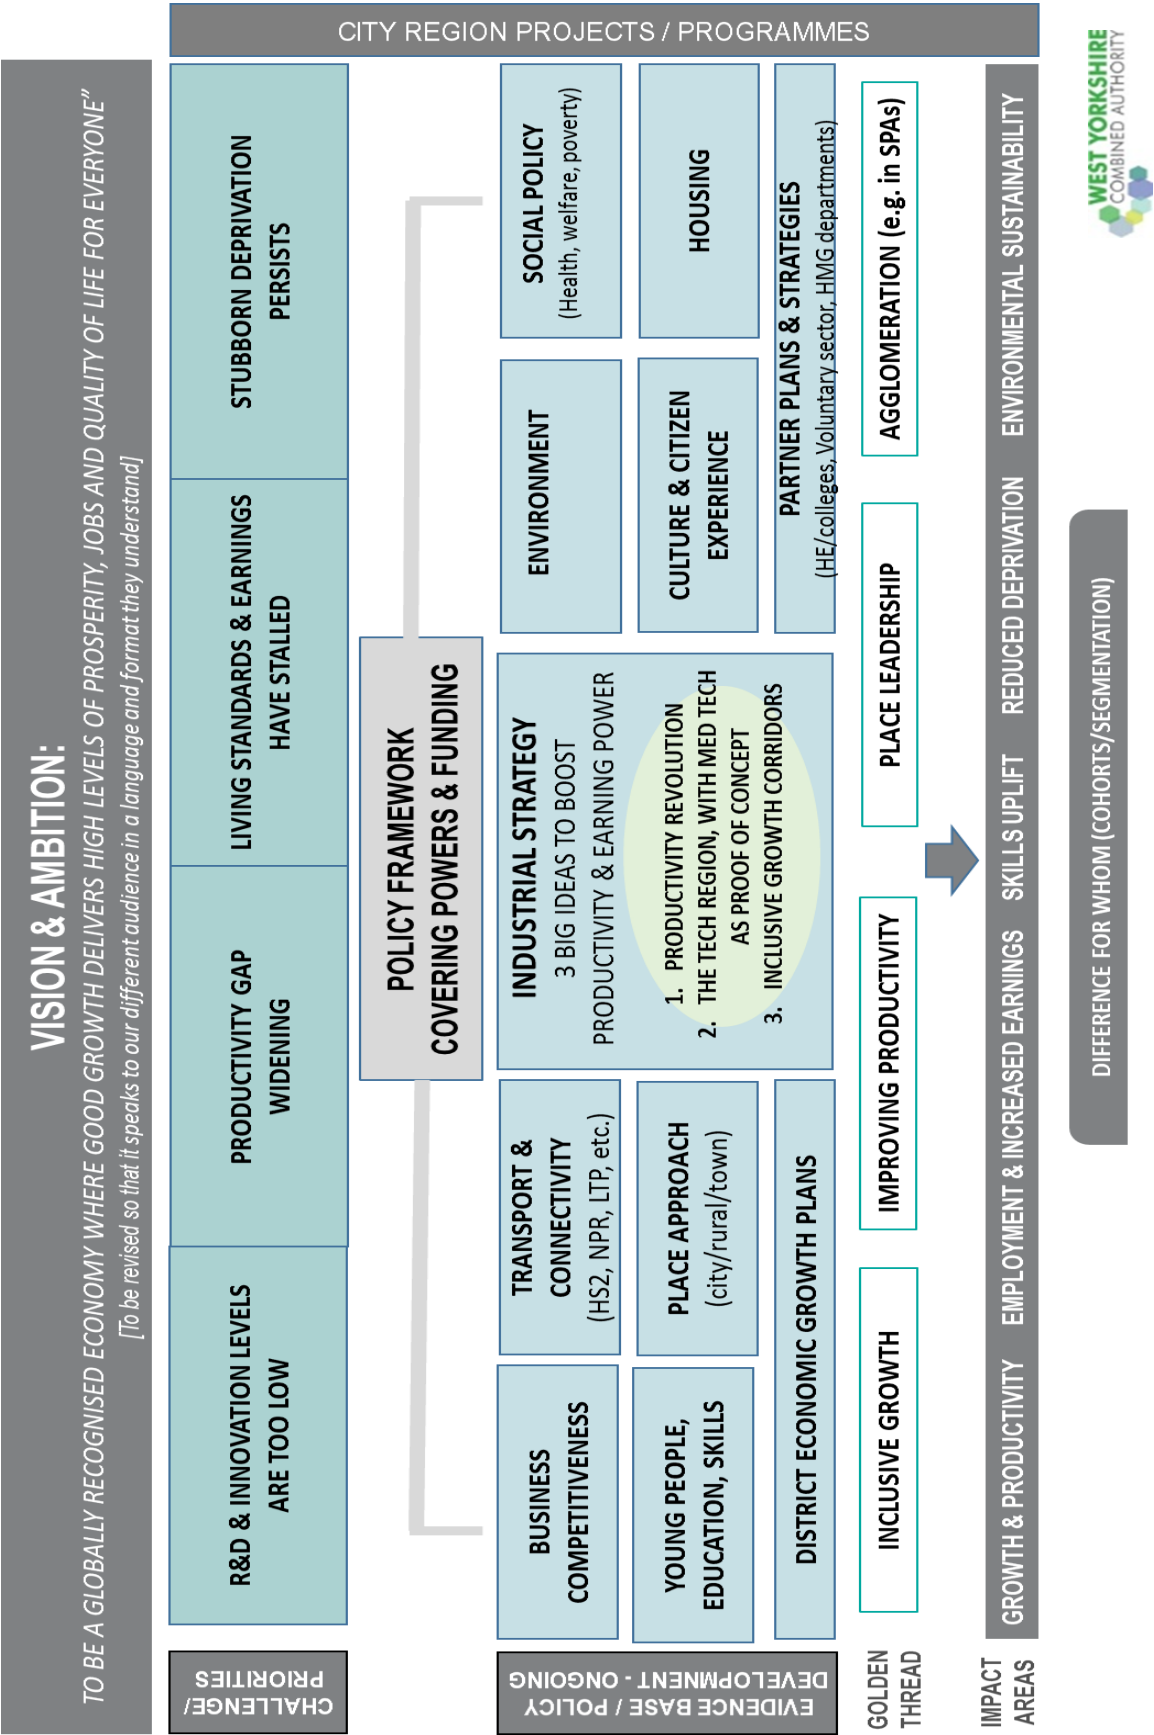 VISION & AMBITION:
TO BE A GLOBALLY RECOGNISED ECONOMY WHERE GOOD GROWTH DELIVERS HIGH LEVELS OF PROSPERITY, JOBS AND QUALITY OF LIFE FOR EVERYONE”
[To be revised so that it speaks to our different audience in a language and format they understand]
CHALLENGE/
PRIORITIES
R&D & INNOVATION LEVELS
ARE TOO LOW
PRODUCTIVITY GAP
WIDENING
LIVING STANDARDS & EARNINGS
HAVE STALLED
STUBBORN DEPRIVATION
PERSISTS
CITY REGION PROJECTS / PROGRAMMES
POLICY FRAMEWORK
COVERING POWERS & FUNDING
EVIDENCE BASE / POLICY
DEVELOPMNENT - ONGOING
BUSINESS
COMPETITIVENESS
TRANSPORT &
CONNECTIVITY
(HS2, NPR, LTP, etc.)
YOUNG PEOPLE,
EDUCATION, SKILLS
PLACE APPROACH
(city/rural/town)
DISTRICT ECONOMIC GROWTH PLANS
INDUSTRIAL STRATEGY
3 BIG IDEAS TO BOOST
PRODUCTIVITY & EARNING POWER
1. PRODUCTIVITY REVOLUTION
2. THE TECH REGION, WITH MED TECH
AS PROOF OF CONCEPT
3. INCLUSIVE GROWTH CORRIDORS
ENVIRONMENT
SOCIAL POLICY
(Health, welfare, poverty)
CULTURE & CITIZEN
EXPERIENCE
HOUSING
PARTNER PLANS & STRATEGIES
(HE/colleges, Voluntary sector, HMG departments)
GOLDEN
THREAD
INCLUSIVE GROWTH
IMPROVING PRODUCTIVITY
PLACE LEADERSHIP
AGGLOMERATION (e.g. in SPAs)
IMPACT
AREAS
GROWTH & PRODUCTIVITY EMPLOYMENT & INCREASED EARNINGS SKILLS UPLIFT REDUCED DEPRIVATION ENVIRONMENTAL SUSTAINABILITY
DIFFERENCE FOR WHOM (COHORTS/SEGMENTATION)
WEST YORKSHIRE
COMBINED AUTHORITY